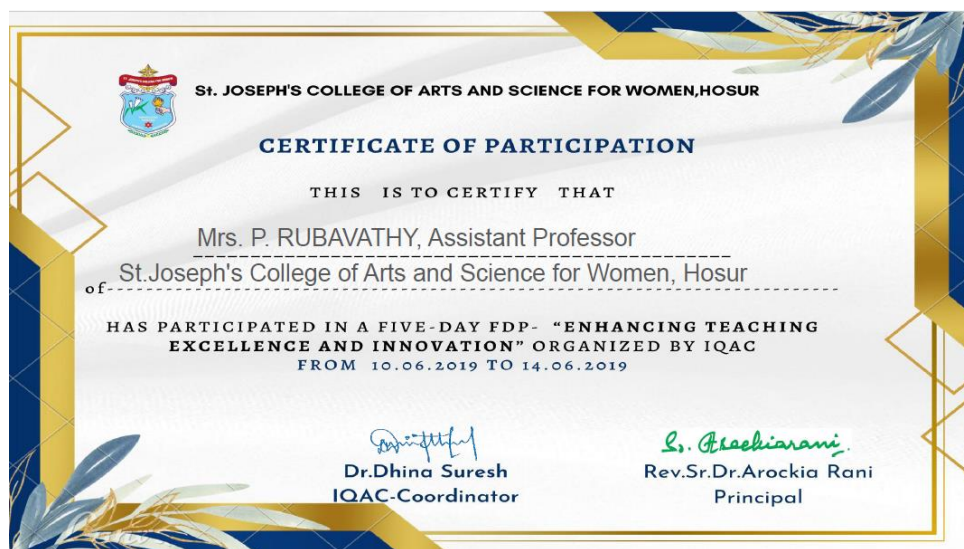 St. JOSEPH'S COLLEGE OF ARTS AND SCIENCE FOR WOMEN,HOSUR
CERTIFICATE OF PARTICIPATION
THIS IS TO CERTIFY THAT
Mrs. P. RUBAVATHY, Assistant Professor
of St.Joseph's College of Arts and Science for Women, Hosur
HAS PARTICIPATED IN A FIVE-DAY FDP- “ENHANCING TEACHING
EXCELLENCE AND INNOVATION” ORGANIZED BY IQAC
FROM 10.06.2019 TO 14.06.2019
Dr.Dhina Suresh
IQAC-Coordinator
Sr. Arockiarani.
Rev.Sr.Dr.Arockia Rani
Principal